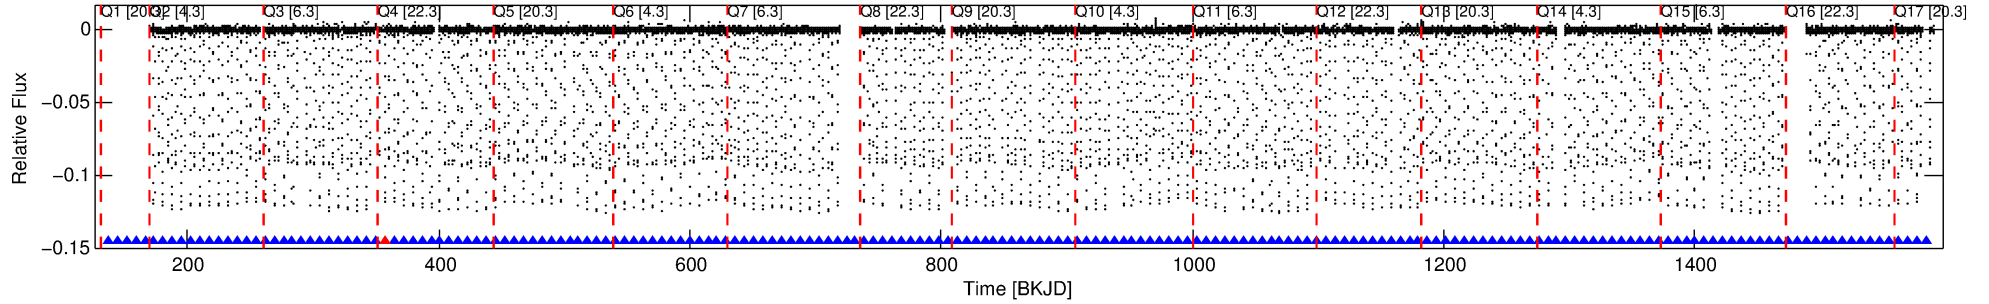 Q1 [20.3] Q2 [4.3] Q3 [6.3] Q4 [22.3] Q5 [20.3] Q6 [4.3] Q7 [6.3] Q8 [22.3] Q9 [20.3] Q10 [4.3] Q11 [6.3] Q12 [22.3] Q13 [20.3] Q14 [4.3] Q15 [6.3] Q16 [22.3] Q17 [20.3]
0
−0.05
−0.1
−0.15
Relative Flux
200 400 600 800 1000 1200 1400
Time [BKJD]